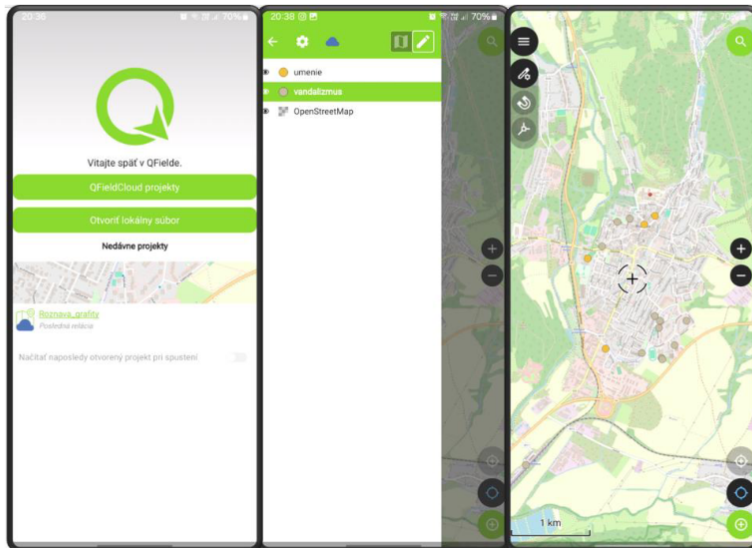 20:36
70%
Vitajte späť v QFielde.
QFieldCloud projekty
Otvoriť lokálny súbor
Nedávne projekty
Roznava_grafity
Posledná relácia
Načítať naposledy otvorený projekt pri spustení
20:38
70%
umenie
vandalizmus
OpenStreetMap
70%
1 km